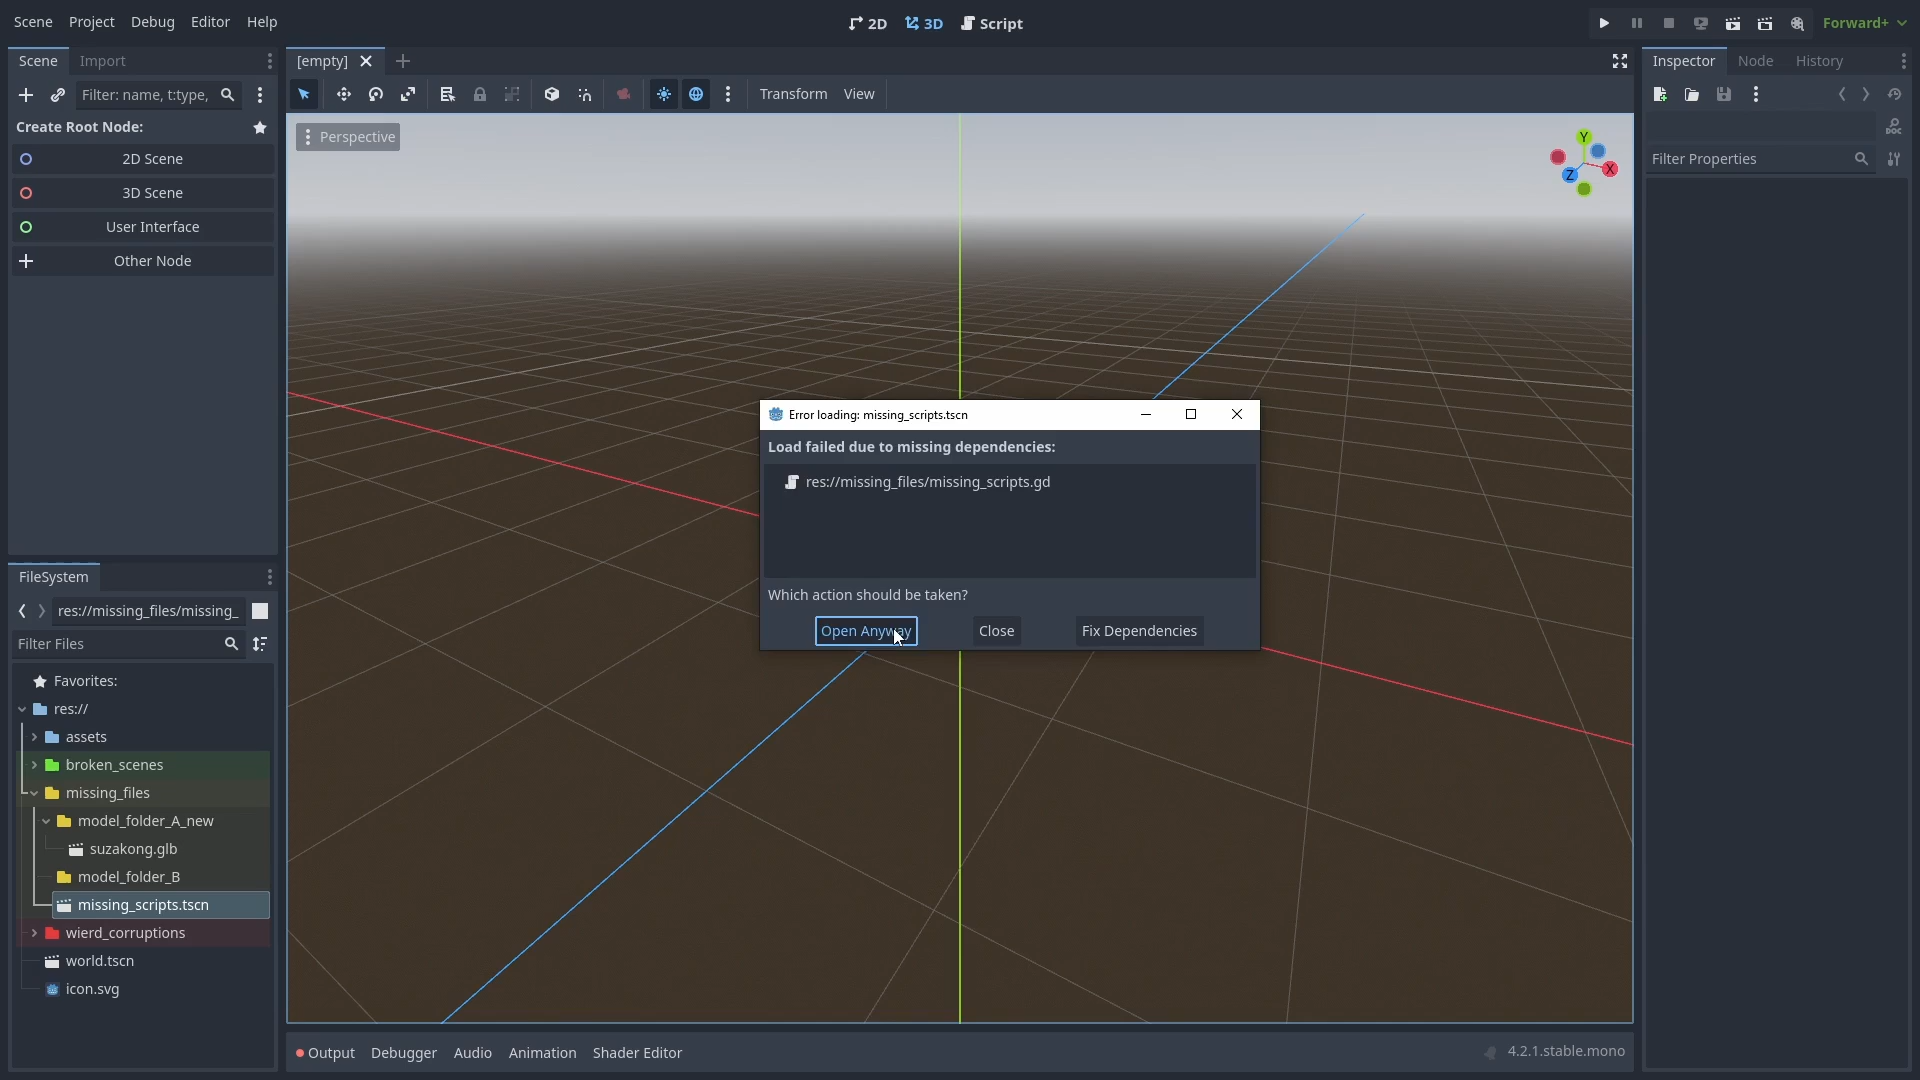 Scene Project Debug Editor Help
2D 3D Script
Forward+
Scene Import
Filter: name, t:type,
Create Root Node:
2D Scene
3D Scene
User Interface
Other Node
[empty]
Transform View
Perspective
Y
X
Z
Error loading: missing_scripts.tscn
Load failed due to missing dependencies:
res://missing_files/missing_scripts.gd
Which action should be taken?
Open Anyway Close Fix Dependencies
FileSystem
res://missing_files/missing_
Filter Files
Favorites:
res://
assets
broken_scenes
missing_files
model_folder_A_new
suzakong.glb
model_folder_B
missing_scripts.tscn
wierd_corruptions
world.tscn
icon.svg
Output Debugger Audio Animation Shader Editor
4.2.1.stable.mono
Inspector Node History
DOC
Filter Properties